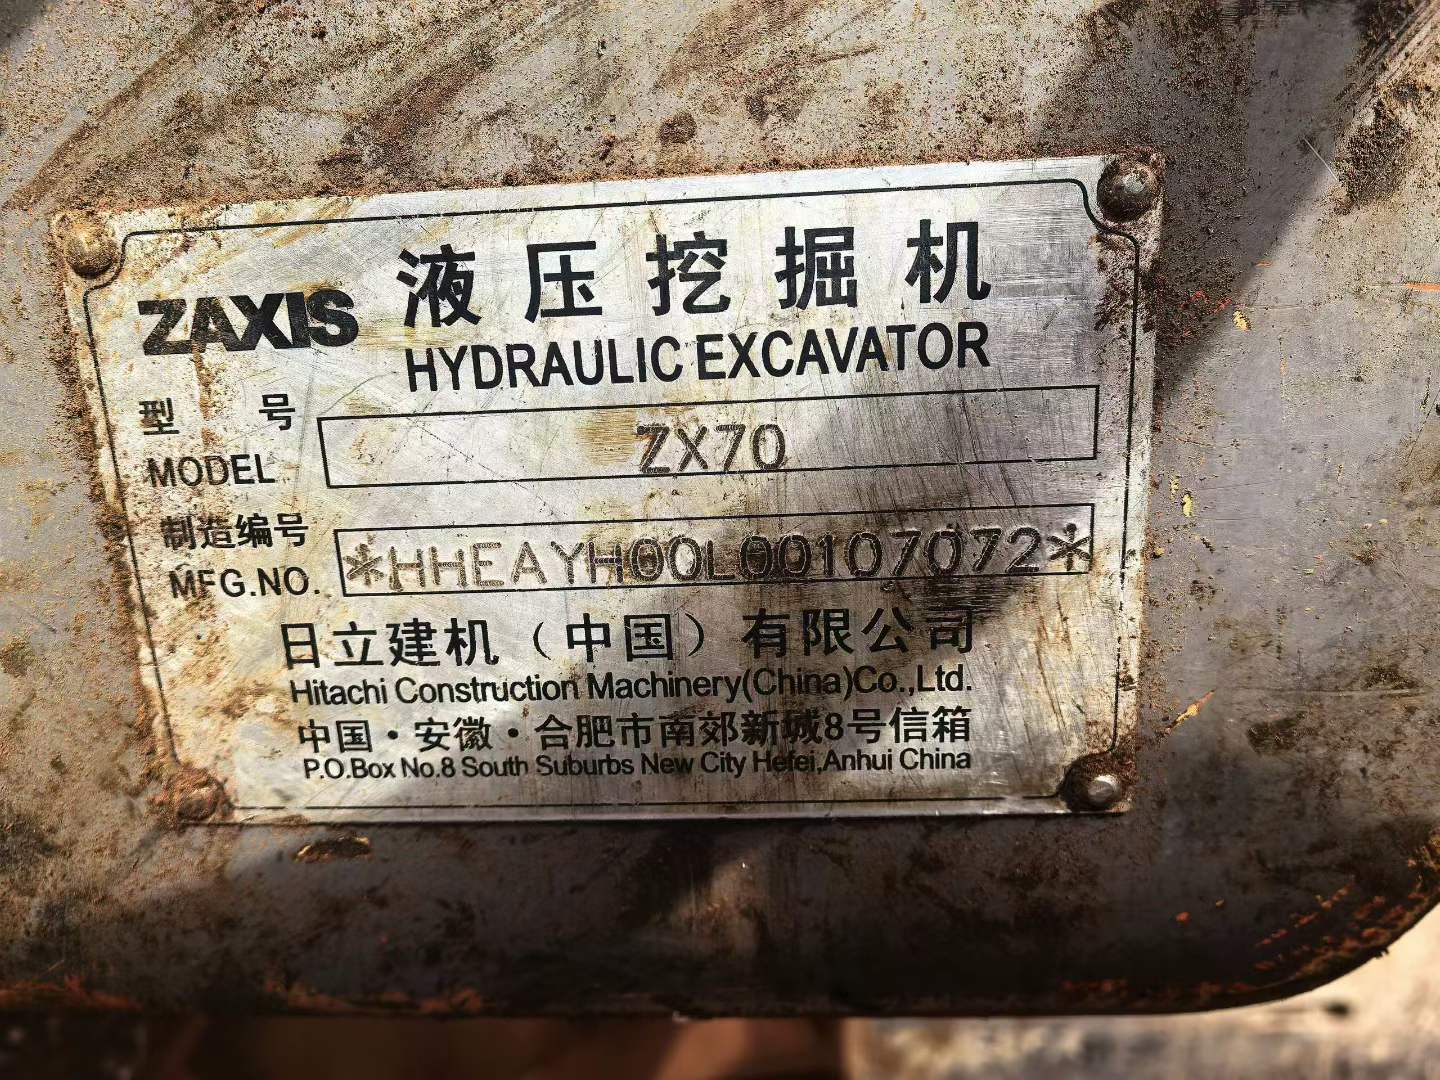 ZAXIS 液压挖掘机
HYDRAULIC EXCAVATOR
型号
MODEL ZX70
制造编号
MFG.NO. *HHEAYH00L00107072*
日立建机（中国）有限公司
Hitachi Construction Machinery(China)Co.,Ltd.
中国·安徽·合肥市南郊新城8号信箱
P.O.Box No.8 South Suburbs New City Hefei,Anhui China